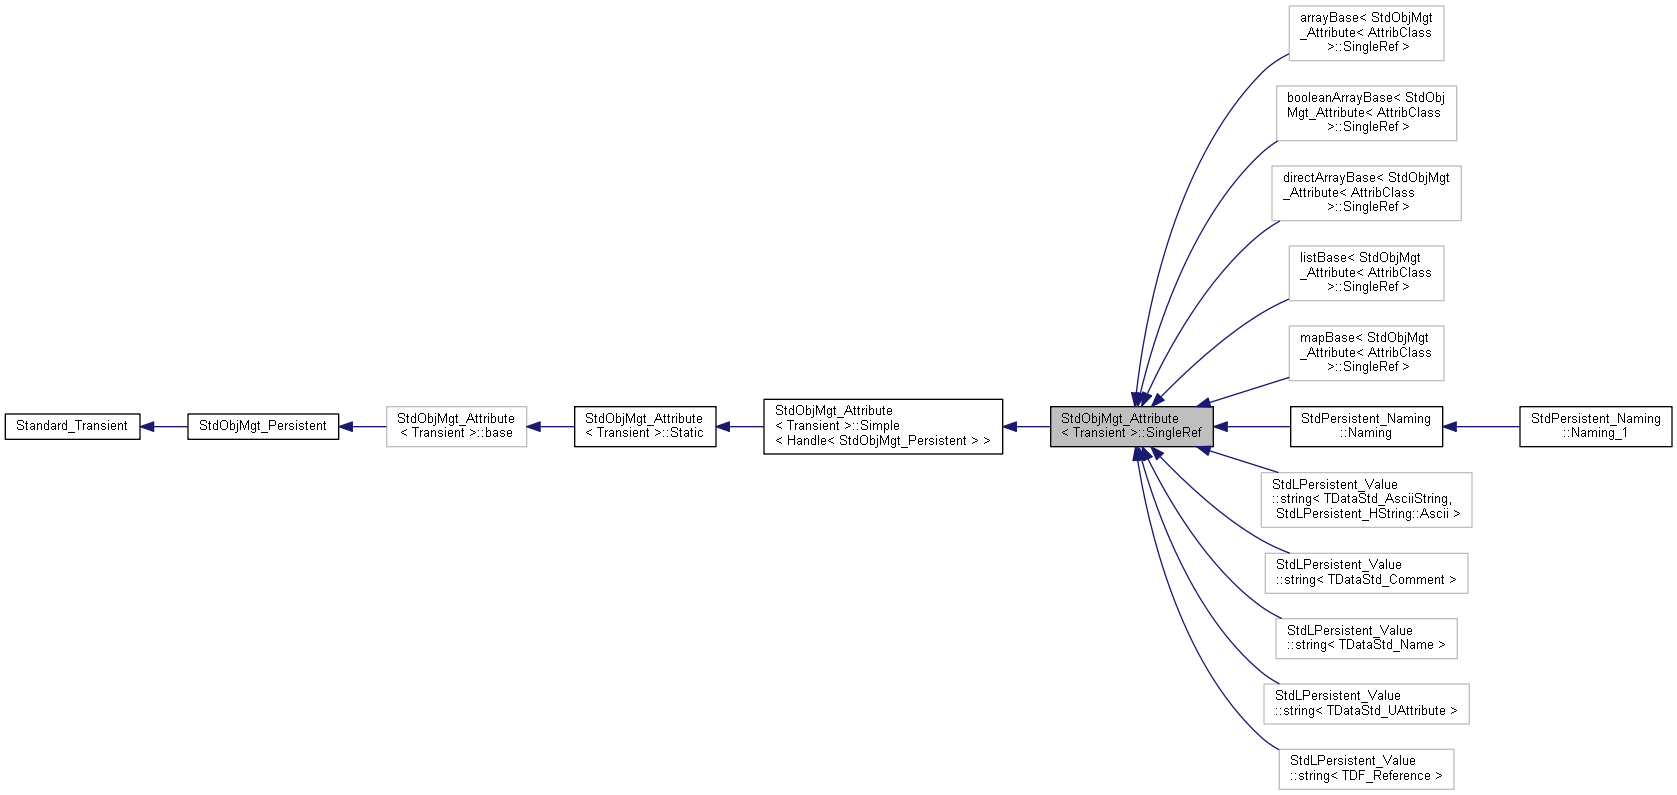 arrayBase< StdObjMgt
_Attribute< AttribClass
>::SingleRef >
booleanArrayBase< StdObj
Mgt_Attribute< AttribClass
>::SingleRef >
directArrayBase< StdObjMgt
_Attribute< AttribClass
>::SingleRef >
listBase< StdObjMgt
_Attribute< AttribClass
>::SingleRef >
mapBase< StdObjMgt
_Attribute< AttribClass
>::SingleRef >
Standard_Transient
StdObjMgt_Persistent
StdObjMgt_Attribute
< Transient >::base
StdObjMgt_Attribute
< Transient >::Static
StdObjMgt_Attribute
< Transient >::Simple
< Handle< StdObjMgt_Persistent > >
StdObjMgt_Attribute
< Transient >::SingleRef
StdPersistent_Naming
::Naming
StdPersistent_Naming
::Naming_1
StdLPersistent_Value
::string< TDataStd_AsciiString,
StdLPersistent_HString::Ascii >
StdLPersistent_Value
::string< TDataStd_Comment >
StdLPersistent_Value
::string< TDataStd_Name >
StdLPersistent_Value
::string< TDataStd_UAttribute >
StdLPersistent_Value
::string< TDF_Reference >